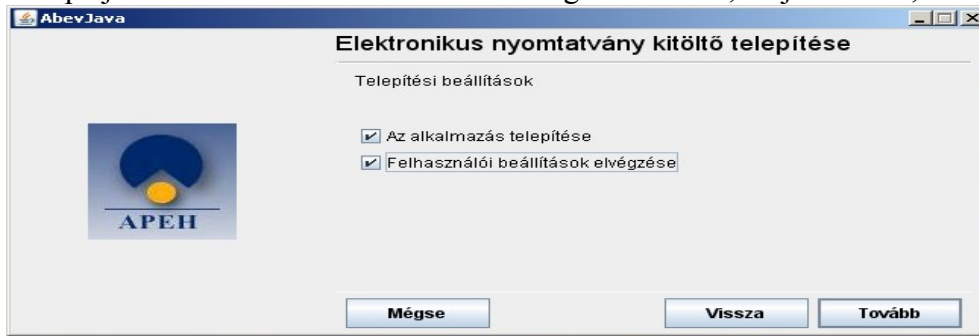 AbevJava
Elektronikus nyomtatvány kitöltő telepítése
Telepítési beállítások
Az alkalmazás telepítése
Felhasználói beállítások elvégzése
APEH
Mégse
Vissza
Tovább